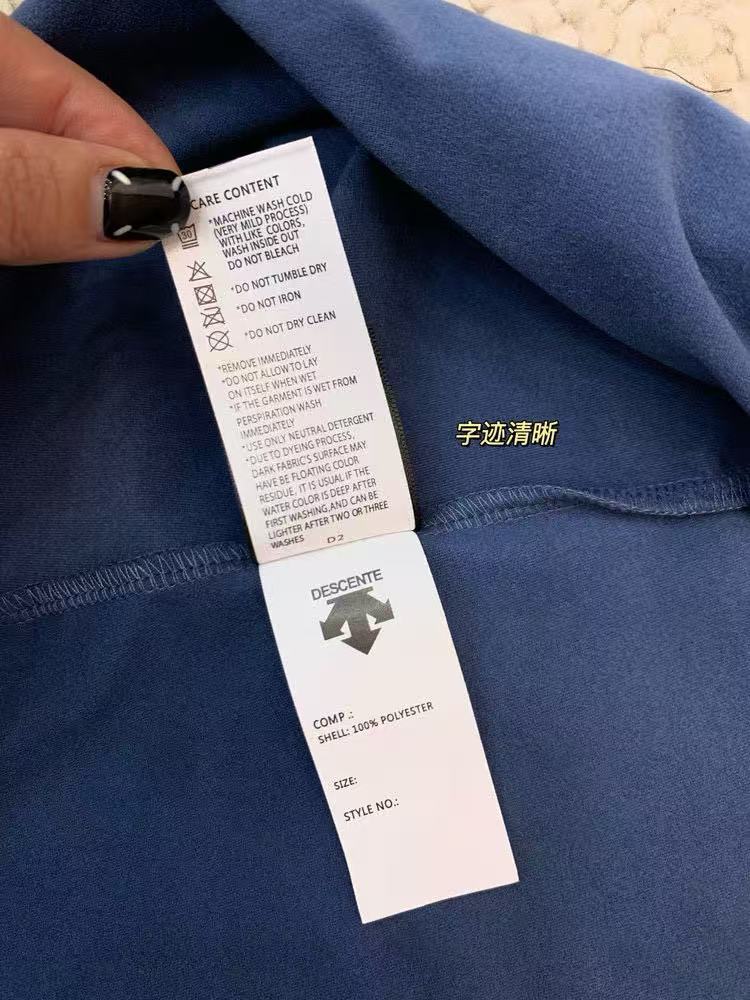 CARE CONTENT
*MACHINE WASH COLD
(VERY MILD PROCESS)
WITH LIKE COLORS,
WASH INSIDE OUT
DO NOT BLEACH
30
*DO NOT TUMBLE DRY
*DO NOT IRON
*DO NOT DRY CLEAN
*REMOVE IMMEDIATELY
*DO NOT ALLOW TO LAY
ON ITSELF WHEN WET
*IF THE GARMENT IS WET FROM
PERSPIRATION WASH
IMMEDIATELY
*USE ONLY NEUTRAL DETERGENT
*DUE TO DYEING PROCESS,
DARK FABRIC'S SURFACE MAY
HAVE BE FLOATING COLOR
RESIDUE, IT IS USUAL IF THE
WATER COLOR IS DEEP AFTER
FIRST WASHING,AND CAN BE
LIGHTER AFTER TWO OR THREE
WASHES D2
字迹清晰
DESCENTE
COMP .:
SHELL: 100% POLYESTER
SIZE:
STYLE NO.: